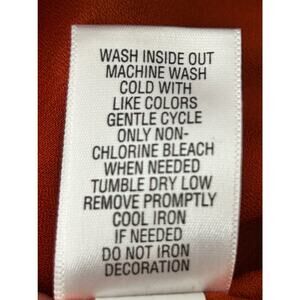 WASH INSIDE OUT
MACHINE WASH
COLD WITH
LIKE COLORS
GENTLE CYCLE
ONLY NON-
CHLORINE BLEACH
WHEN NEEDED
TUMBLE DRY LOW
REMOVE PROMPTLY
COOL IRON
IF NEEDED
DO NOT IRON
DECORATION